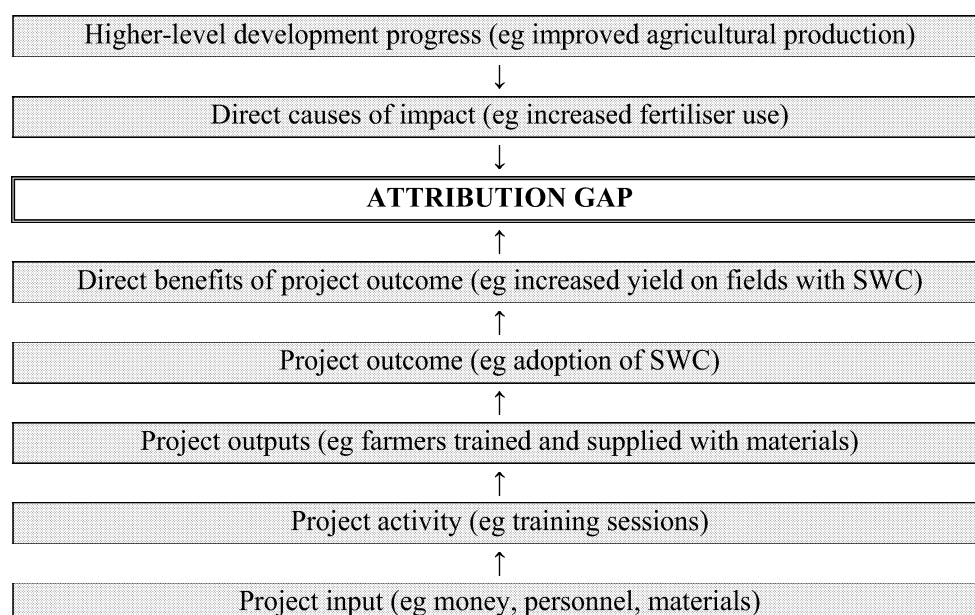 Higher-level development progress (eg improved agricultural production)
↓
Direct causes of impact (eg increased fertiliser use)
↓
ATTRIBUTION GAP
↑
Direct benefits of project outcome (eg increased yield on fields with SWC)
↑
Project outcome (eg adoption of SWC)
↑
Project outputs (eg farmers trained and supplied with materials)
↑
Project activity (eg training sessions)
↑
Project input (eg money, personnel, materials)